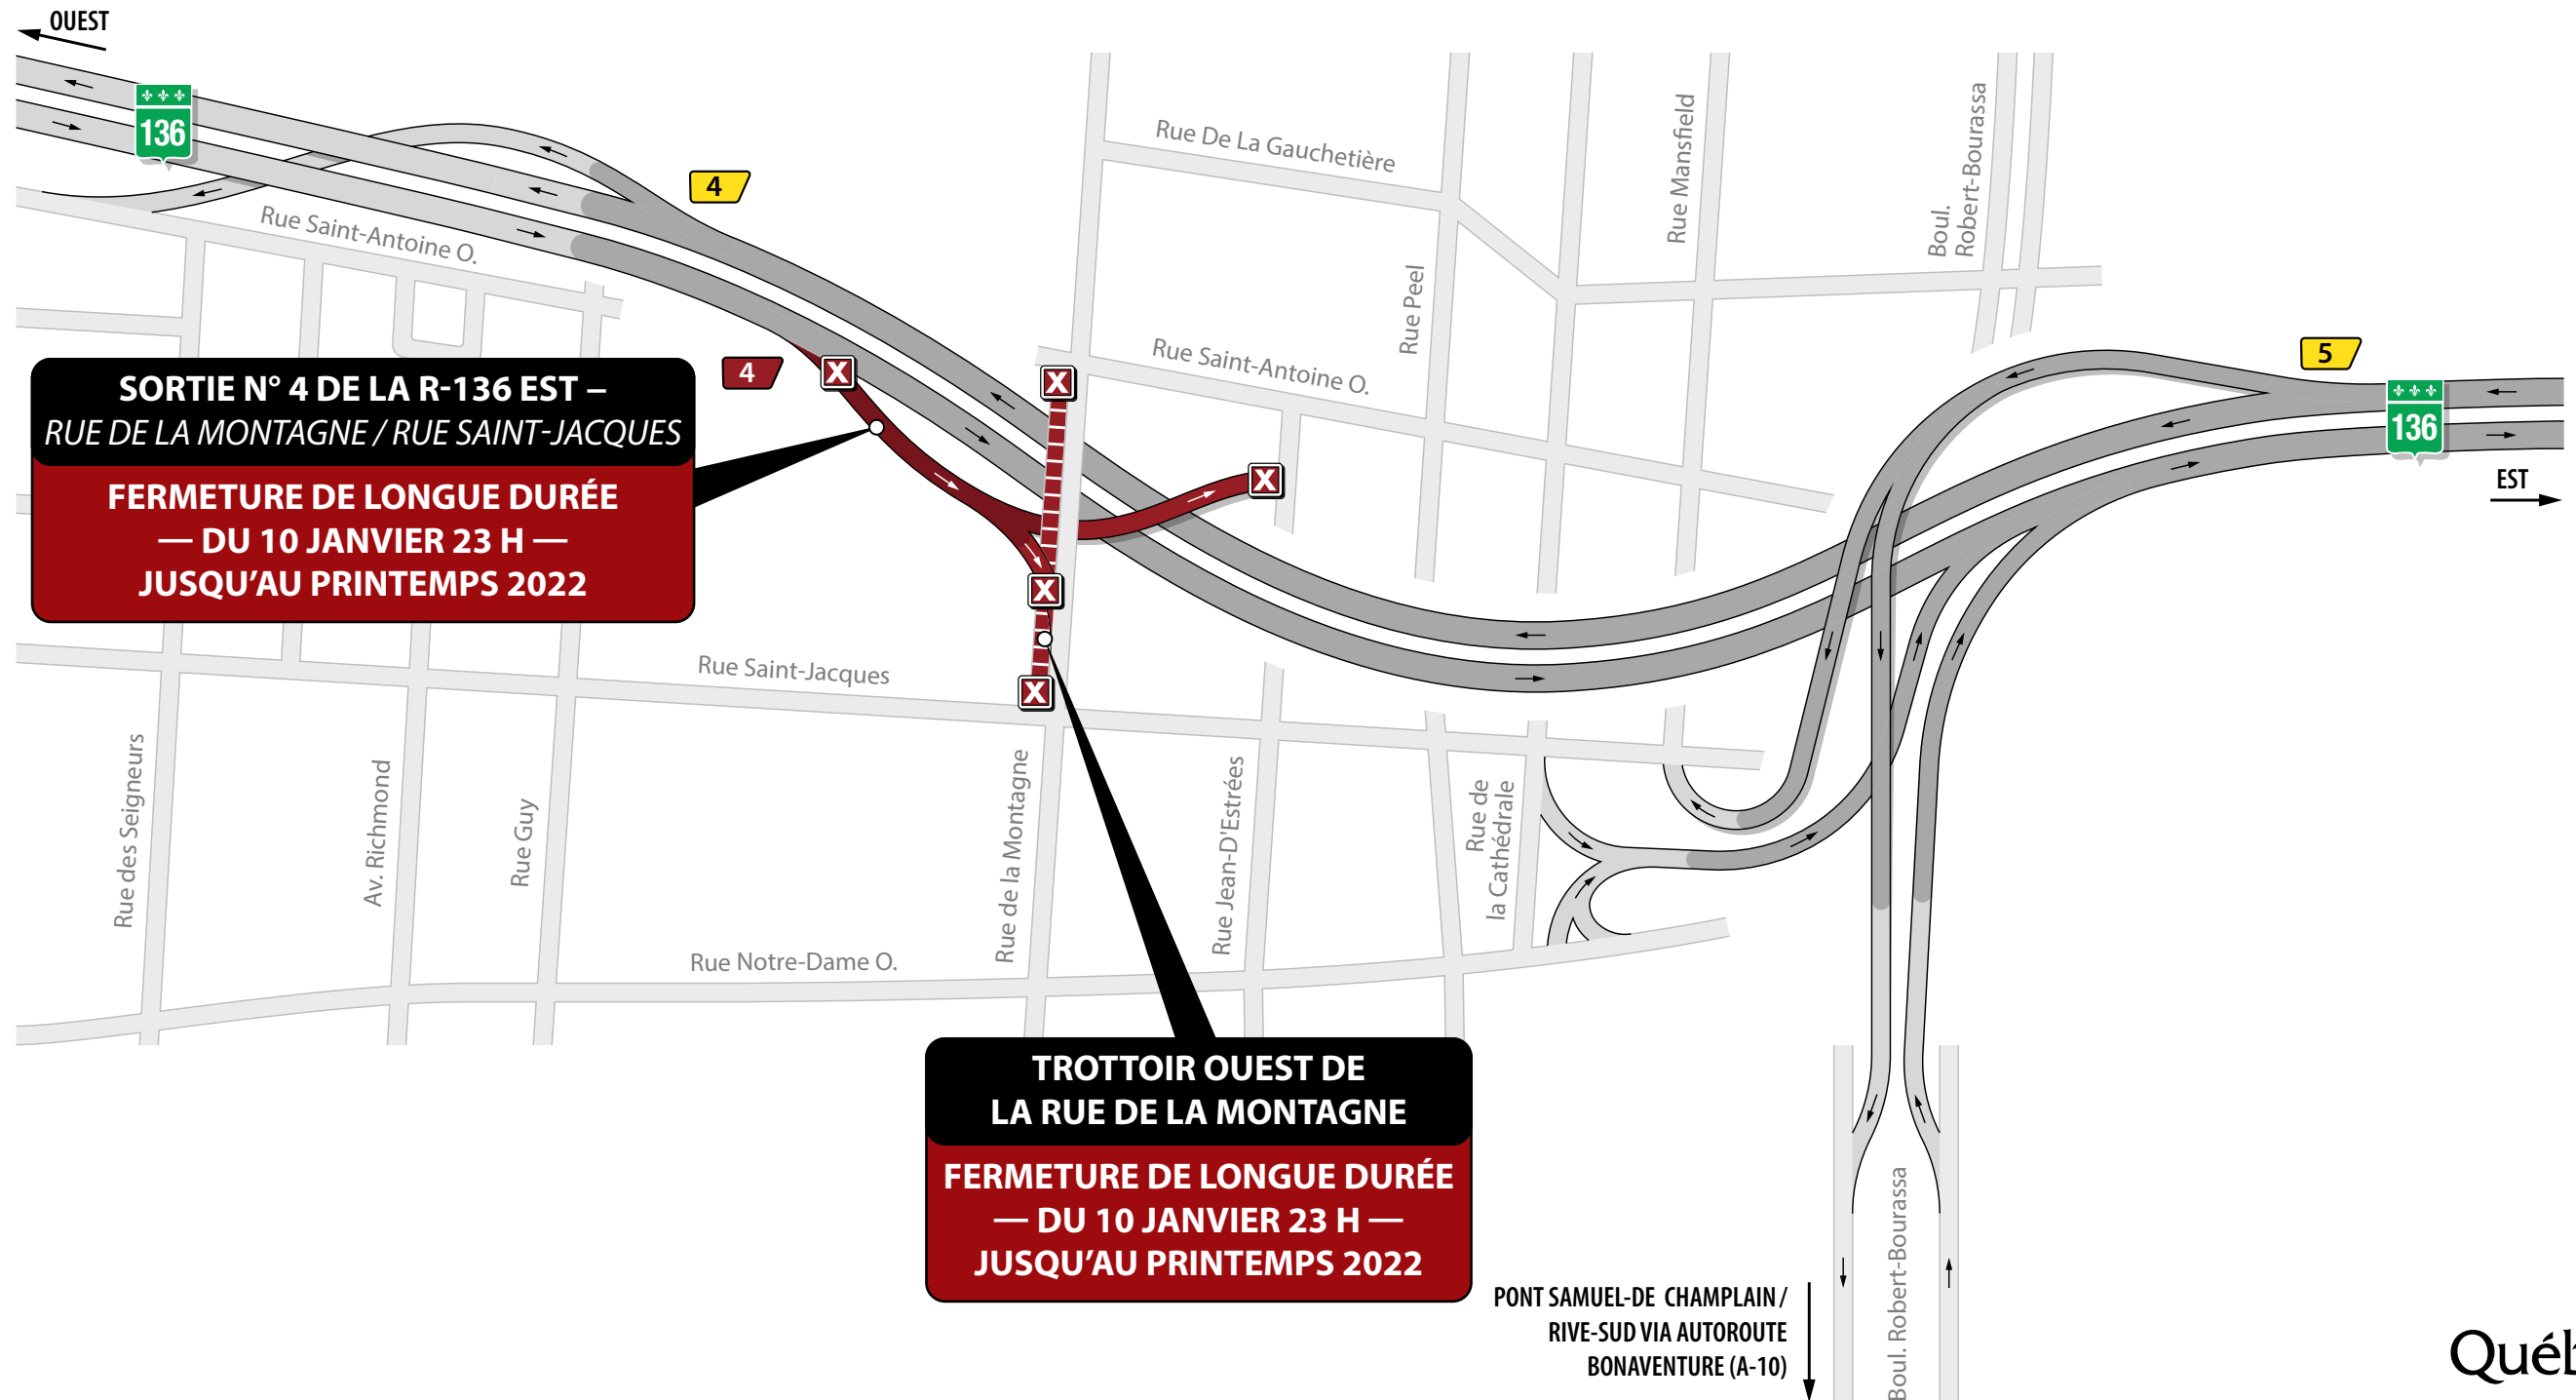 OUEST
136
4
Rue De La Gauchetière
Rue Mansfield
Boul.
Robert-Bourassa
Rue Saint-Antoine O.
Rue Peel
Rue Saint-Antoine O.
4
5
136
EST
SORTIE N° 4 DE LA R-136 EST –
RUE DE LA MONTAGNE / RUE SAINT-JACQUES
FERMETURE DE LONGUE DURÉE
— DU 10 JANVIER 23 H —
JUSQU'AU PRINTEMPS 2022
X
X
X
X
X
Rue Saint-Jacques
Rue des Seigneurs
Av. Richmond
Rue Guy
Rue de la Montagne
Rue Jean-D'Estrées
Rue de
la Cathédrale
Rue Notre-Dame O.
TROTTOIR OUEST DE
LA RUE DE LA MONTAGNE
FERMETURE DE LONGUE DURÉE
— DU 10 JANVIER 23 H —
JUSQU'AU PRINTEMPS 2022
PONT SAMUEL-DE CHAMPLAIN /
RIVE-SUD VIA AUTOROUTE
BONAVENTURE (A-10)
Boul. Robert-Bourassa